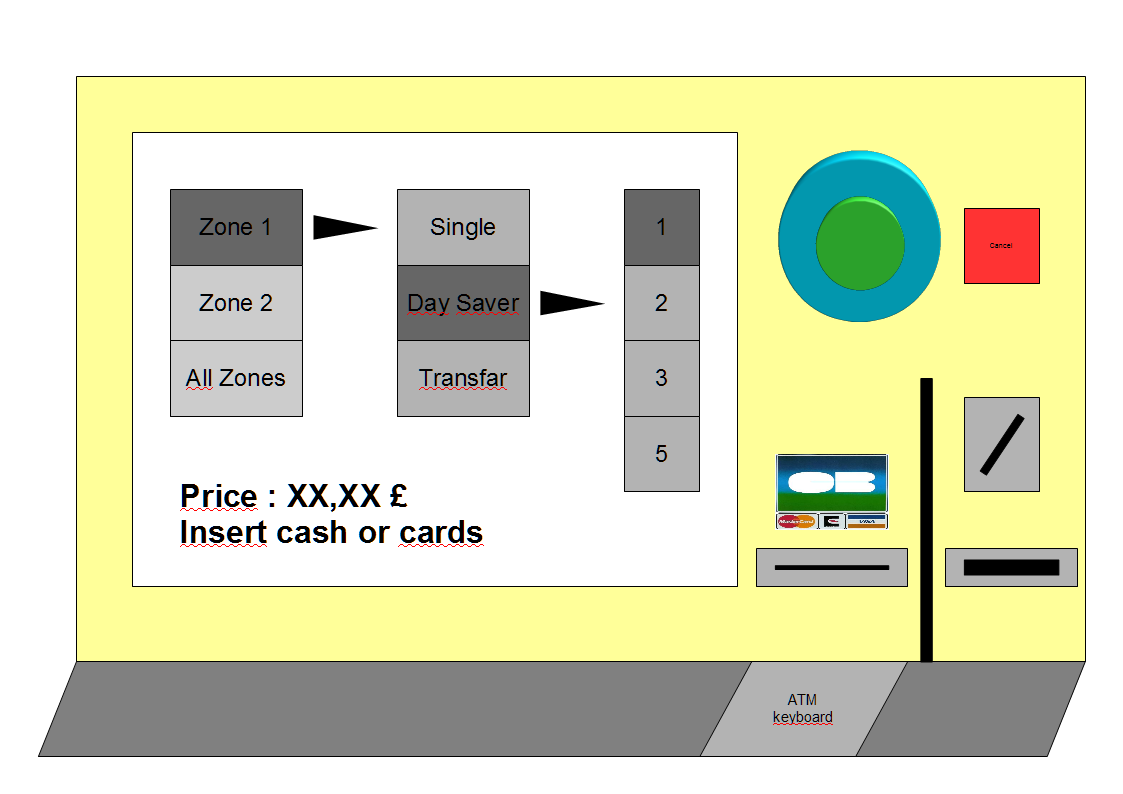 Zone 1
Zone 2
All Zones
Single
Day Saver
Transfar
1
2
3
5
Price : XX,XX £
Insert cash or cards
Cancel
CB
MasterCard
VISA
ATM
keyboard